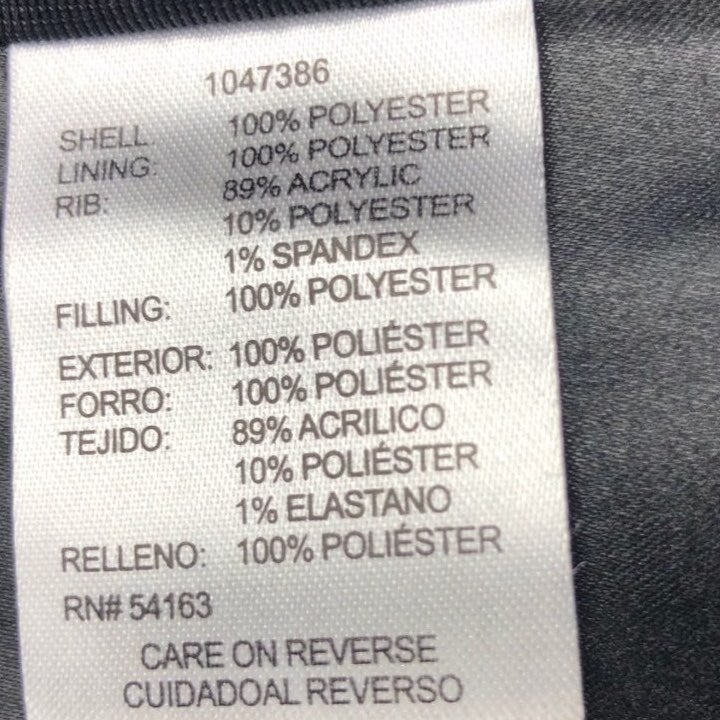 1047386
SHELL 100% POLYESTER
LINING: 100% POLYESTER
RIB: 89% ACRYLIC
10% POLYESTER
1% SPANDEX
FILLING: 100% POLYESTER
EXTERIOR: 100% POLIÉSTER
FORRO: 100% POLIÉSTER
TEJIDO: 89% ACRILICO
10% POLIÉSTER
1% ELASTANO
RELLENO: 100% POLIÉSTER
RN# 54163
CARE ON REVERSE
CUIDADOAL REVERSO